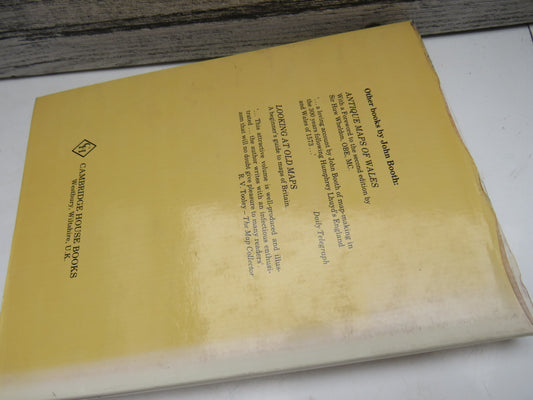 Other books by John Booth:
ANTIQUE MAPS OF WALES
With a Foreword to the second edition by
Sir Huw Wheldon, OBE, MC
'... a loving account by John Booth of map-making in
the 300 years following Humphrey Lhuyd's England
and Wales of 1573...'
Daily Telegraph
LOOKING AT OLD MAPS
A beginner's guide to maps of Britain.
'... This attractive volume is well-produced and illus-
trated ... the author writes with an infectious enthusi-
asm that will no doubt give pleasure to many readers'
R. V. Tooley – The Map Collector
CAMBRIDGE HOUSE BOOKS
Westbury, Wiltshire, U.K.